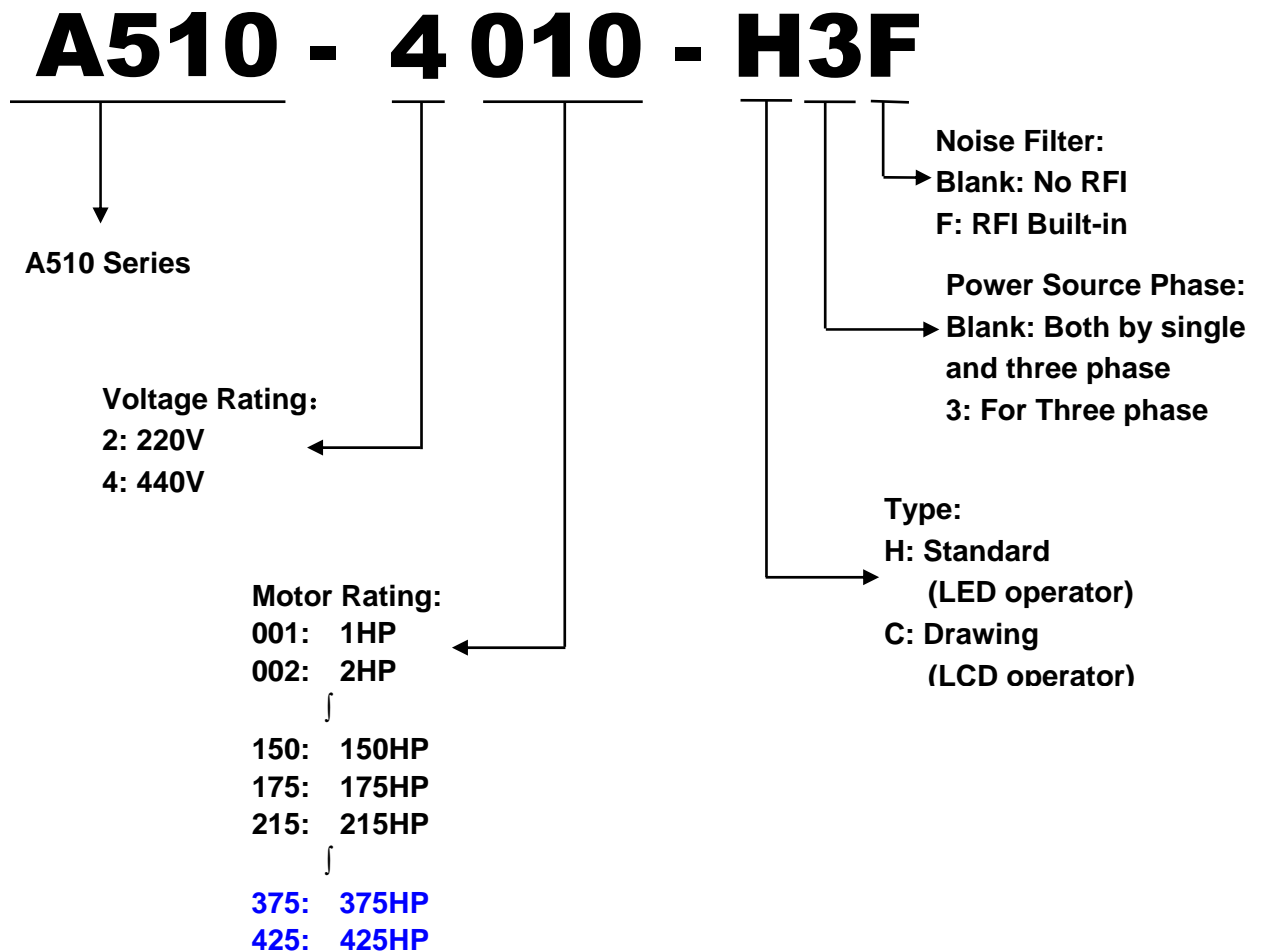 A510 - 4 010 - H3F
A510 Series
Voltage Rating：
2: 220V
4: 440V
Motor Rating:
001: 1HP
002: 2HP
∫
150: 150HP
175: 175HP
215: 215HP
∫
375: 375HP
425: 425HP
Noise Filter:
Blank: No RFI
F: RFI Built-in
Power Source Phase:
Blank: Both by single
and three phase
3: For Three phase
Type:
H: Standard
(LED operator)
C: Drawing
(LCD operator)